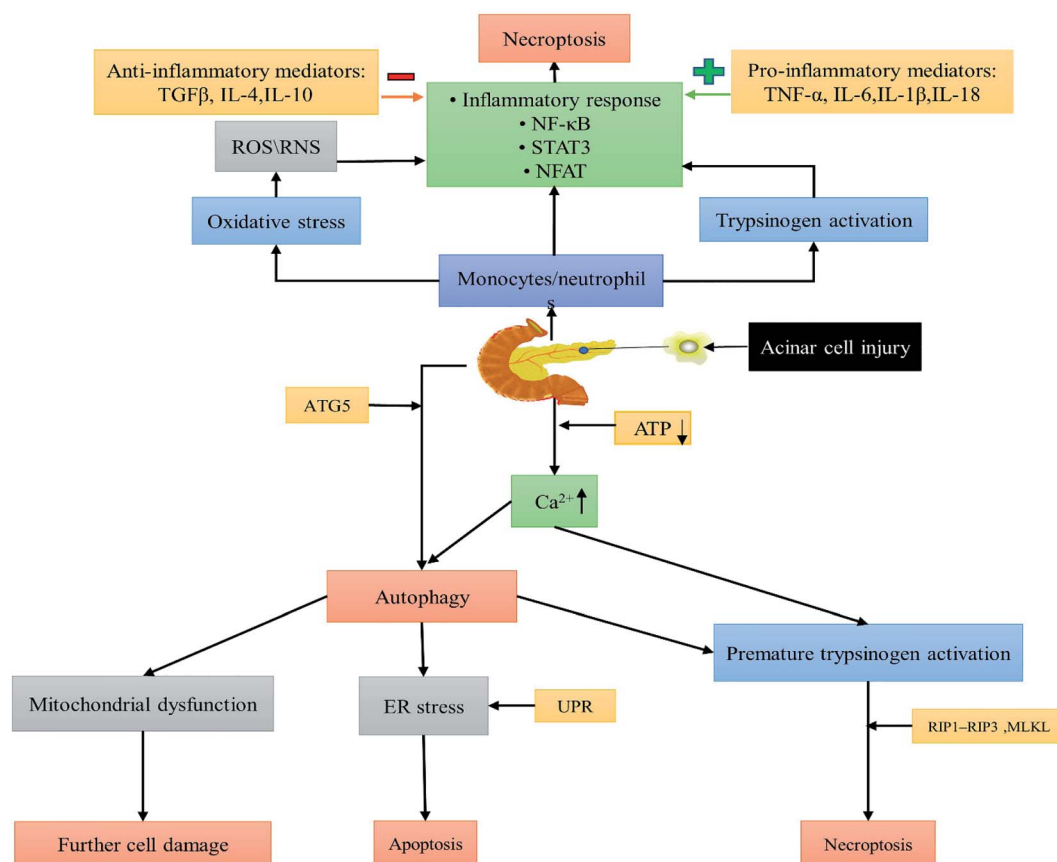 Necroptosis
Anti-inflammatory mediators:
TGFβ, IL-4,IL-10
Pro-inflammatory mediators:
TNF-α, IL-6,IL-1β,IL-18
• Inflammatory response
• NF-κB
• STAT3
• NFAT
ROS\RNS
Oxidative stress
Trypsinogen activation
Monocytes/neutrophil
s
Acinar cell injury
ATG5
ATP
Ca²⁺
Autophagy
Premature trypsinogen activation
Mitochondrial dysfunction
ER stress
UPR
RIP1–RIP3 ,MLKL
Further cell damage
Apoptosis
Necroptosis